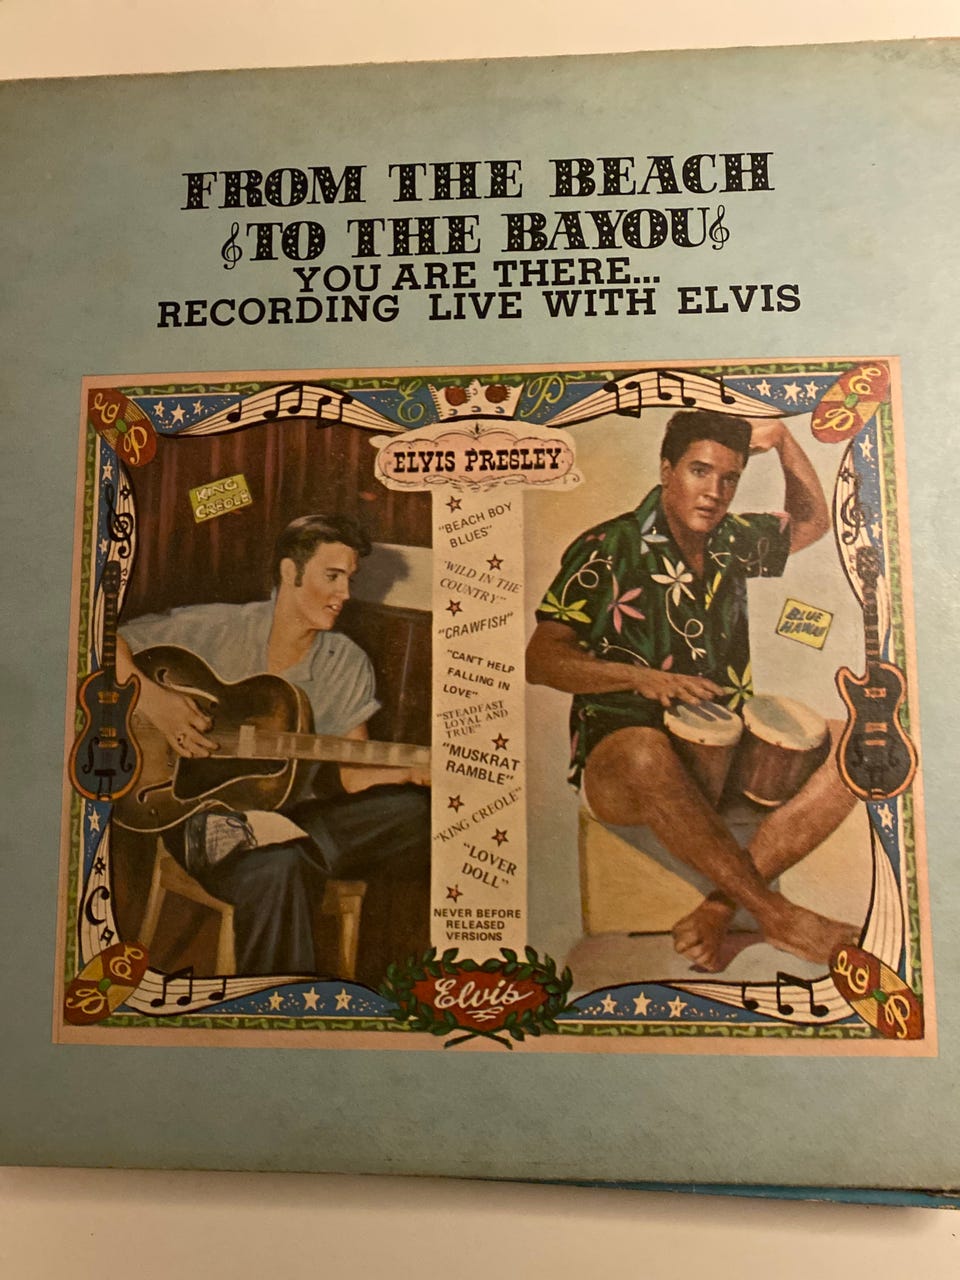 FROM THE BEACH
TO THE BAYOU
YOU ARE THERE...
RECORDING LIVE WITH ELVIS
E P
E P
E P
E P
ELVIS PRESLEY
KING
CREOLE
"BEACH BOY
BLUES"
"WILD IN THE
COUNTRY"
"CRAWFISH"
BLUE
HAWAII
"CAN'T HELP
FALLING IN
LOVE"
"STEADFAST
LOYAL AND
TRUE"
"MUSKRAT
RAMBLE"
"KING CREOLE"
"LOVER
DOLL"
NEVER BEFORE
RELEASED
VERSIONS
E P
Elvis
E P